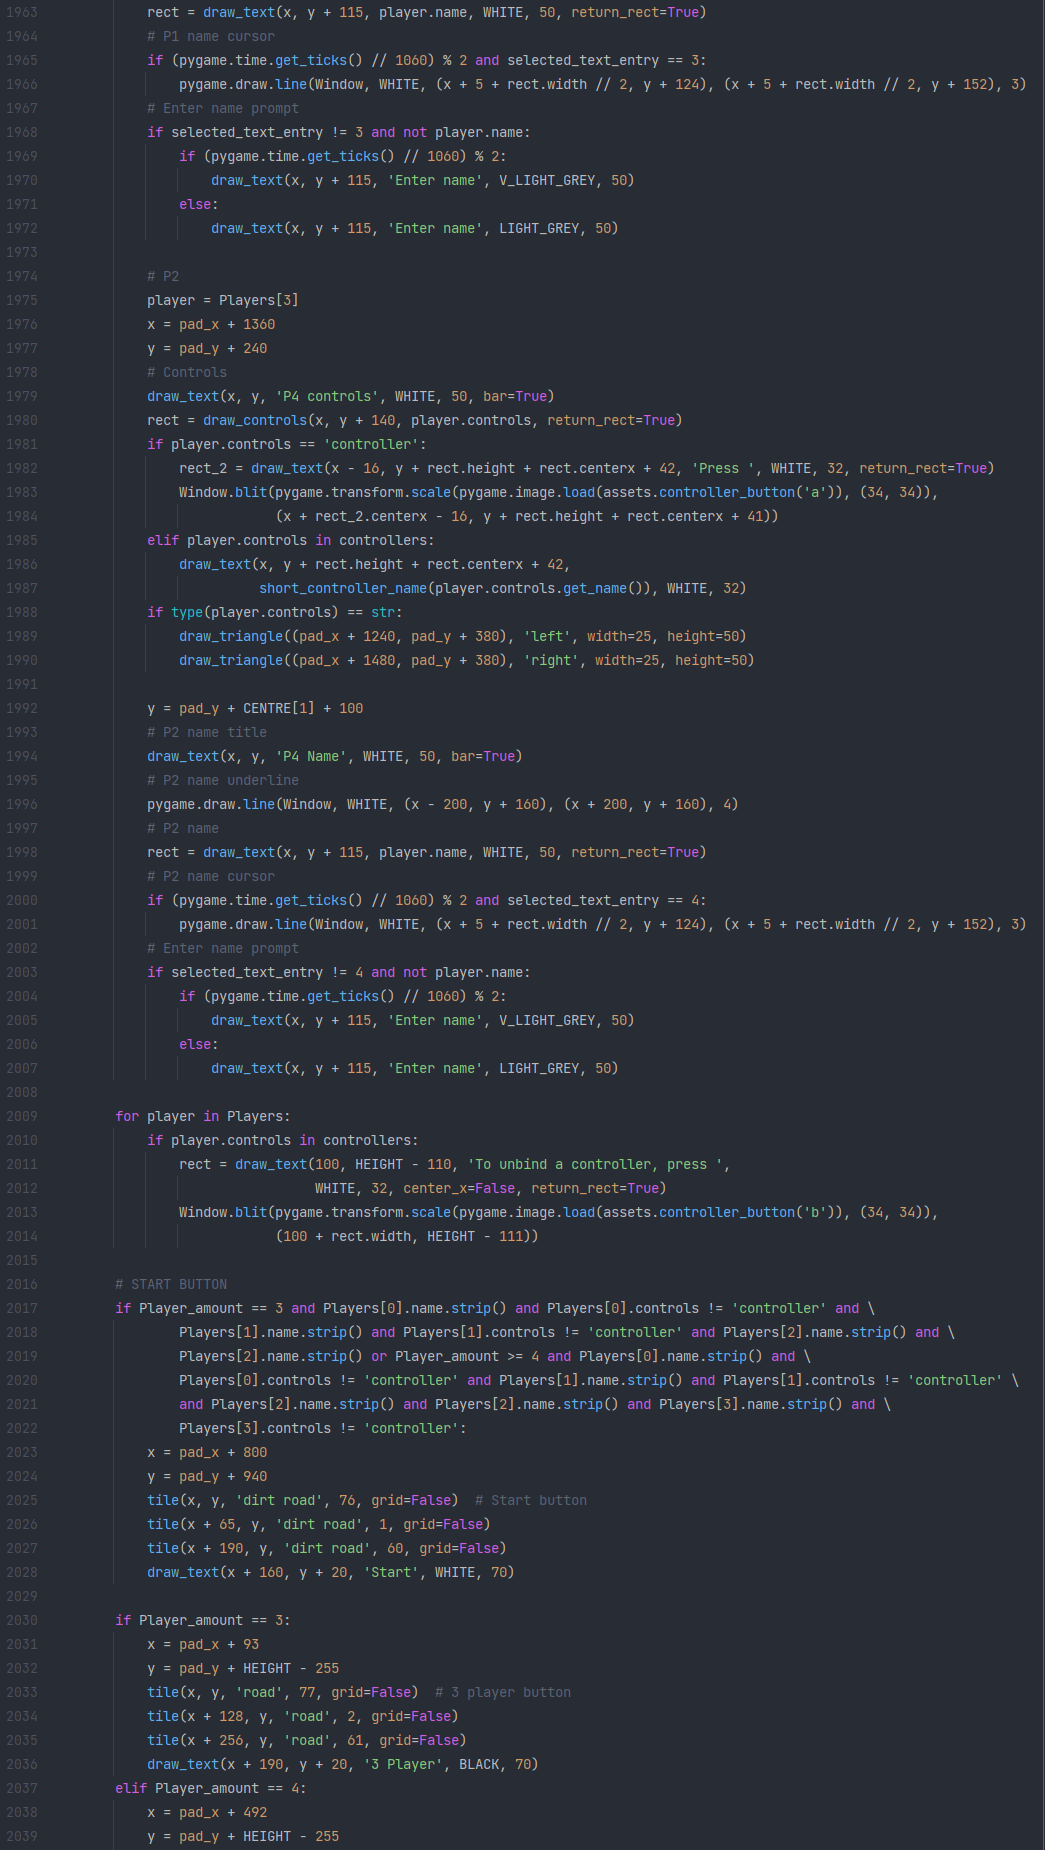 1963 rect = draw_text(x, y + 115, player.name, WHITE, 50, return_rect=True)
1964 # P1 name cursor
1965 if (pygame.time.get_ticks() // 1060) % 2 and selected_text_entry == 3:
1966 pygame.draw.line(Window, WHITE, (x + 5 + rect.width // 2, y + 124), (x + 5 + rect.width // 2, y + 152), 3)
1967 # Enter name prompt
1968 if selected_text_entry != 3 and not player.name:
1969 if (pygame.time.get_ticks() // 1060) % 2:
1970 draw_text(x, y + 115, 'Enter name', V_LIGHT_GREY, 50)
1971 else:
1972 draw_text(x, y + 115, 'Enter name', LIGHT_GREY, 50)
1973
1974 # P2
1975 player = Players[3]
1976 x = pad_x + 1360
1977 y = pad_y + 240
1978 # Controls
1979 draw_text(x, y, 'P4 controls', WHITE, 50, bar=True)
1980 rect = draw_controls(x, y + 140, player.controls, return_rect=True)
1981 if player.controls == 'controller':
1982 rect_2 = draw_text(x - 16, y + rect.height + rect.centerx + 42, 'Press ', WHITE, 32, return_rect=True)
1983 Window.blit(pygame.transform.scale(pygame.image.load(assets.controller_button('a')), (34, 34)),
1984 (x + rect_2.centerx - 16, y + rect.height + rect.centerx + 41))
1985 elif player.controls in controllers:
1986 draw_text(x, y + rect.height + rect.centerx + 42,
1987 short_controller_name(player.controls.get_name()), WHITE, 32)
1988 if type(player.controls) == str:
1989 draw_triangle((pad_x + 1240, pad_y + 380), 'left', width=25, height=50)
1990 draw_triangle((pad_x + 1480, pad_y + 380), 'right', width=25, height=50)
1991
1992 y = pad_y + CENTRE[1] + 100
1993 # P2 name title
1994 draw_text(x, y, 'P4 Name', WHITE, 50, bar=True)
1995 # P2 name underline
1996 pygame.draw.line(Window, WHITE, (x - 200, y + 160), (x + 200, y + 160), 4)
1997 # P2 name
1998 rect = draw_text(x, y + 115, player.name, WHITE, 50, return_rect=True)
1999 # P2 name cursor
2000 if (pygame.time.get_ticks() // 1060) % 2 and selected_text_entry == 4:
2001 pygame.draw.line(Window, WHITE, (x + 5 + rect.width // 2, y + 124), (x + 5 + rect.width // 2, y + 152), 3)
2002 # Enter name prompt
2003 if selected_text_entry != 4 and not player.name:
2004 if (pygame.time.get_ticks() // 1060) % 2:
2005 draw_text(x, y + 115, 'Enter name', V_LIGHT_GREY, 50)
2006 else:
2007 draw_text(x, y + 115, 'Enter name', LIGHT_GREY, 50)
2008
2009 for player in Players:
2010 if player.controls in controllers:
2011 rect = draw_text(100, HEIGHT - 110, 'To unbind a controller, press ',
2012 WHITE, 32, center_x=False, return_rect=True)
2013 Window.blit(pygame.transform.scale(pygame.image.load(assets.controller_button('b')), (34, 34)),
2014 (100 + rect.width, HEIGHT - 111))
2015
2016 # START BUTTON
2017 if Player_amount == 3 and Players[0].name.strip() and Players[0].controls != 'controller' and \
2018 Players[1].name.strip() and Players[1].controls != 'controller' and Players[2].name.strip() and \
2019 Players[2].name.strip() or Player_amount >= 4 and Players[0].name.strip() and \
2020 Players[0].controls != 'controller' and Players[1].name.strip() and Players[1].controls != 'controller' \
2021 and Players[2].name.strip() and Players[2].name.strip() and Players[3].name.strip() and \
2022 Players[3].controls != 'controller':
2023 x = pad_x + 800
2024 y = pad_y + 940
2025 tile(x, y, 'dirt road', 76, grid=False) # Start button
2026 tile(x + 65, y, 'dirt road', 1, grid=False)
2027 tile(x + 190, y, 'dirt road', 60, grid=False)
2028 draw_text(x + 160, y + 20, 'Start', WHITE, 70)
2029
2030 if Player_amount == 3:
2031 x = pad_x + 93
2032 y = pad_y + HEIGHT - 255
2033 tile(x, y, 'road', 77, grid=False) # 3 player button
2034 tile(x + 128, y, 'road', 2, grid=False)
2035 tile(x + 256, y, 'road', 61, grid=False)
2036 draw_text(x + 190, y + 20, '3 Player', BLACK, 70)
2037 elif Player_amount == 4:
2038 x = pad_x + 492
2039 y = pad_y + HEIGHT - 255